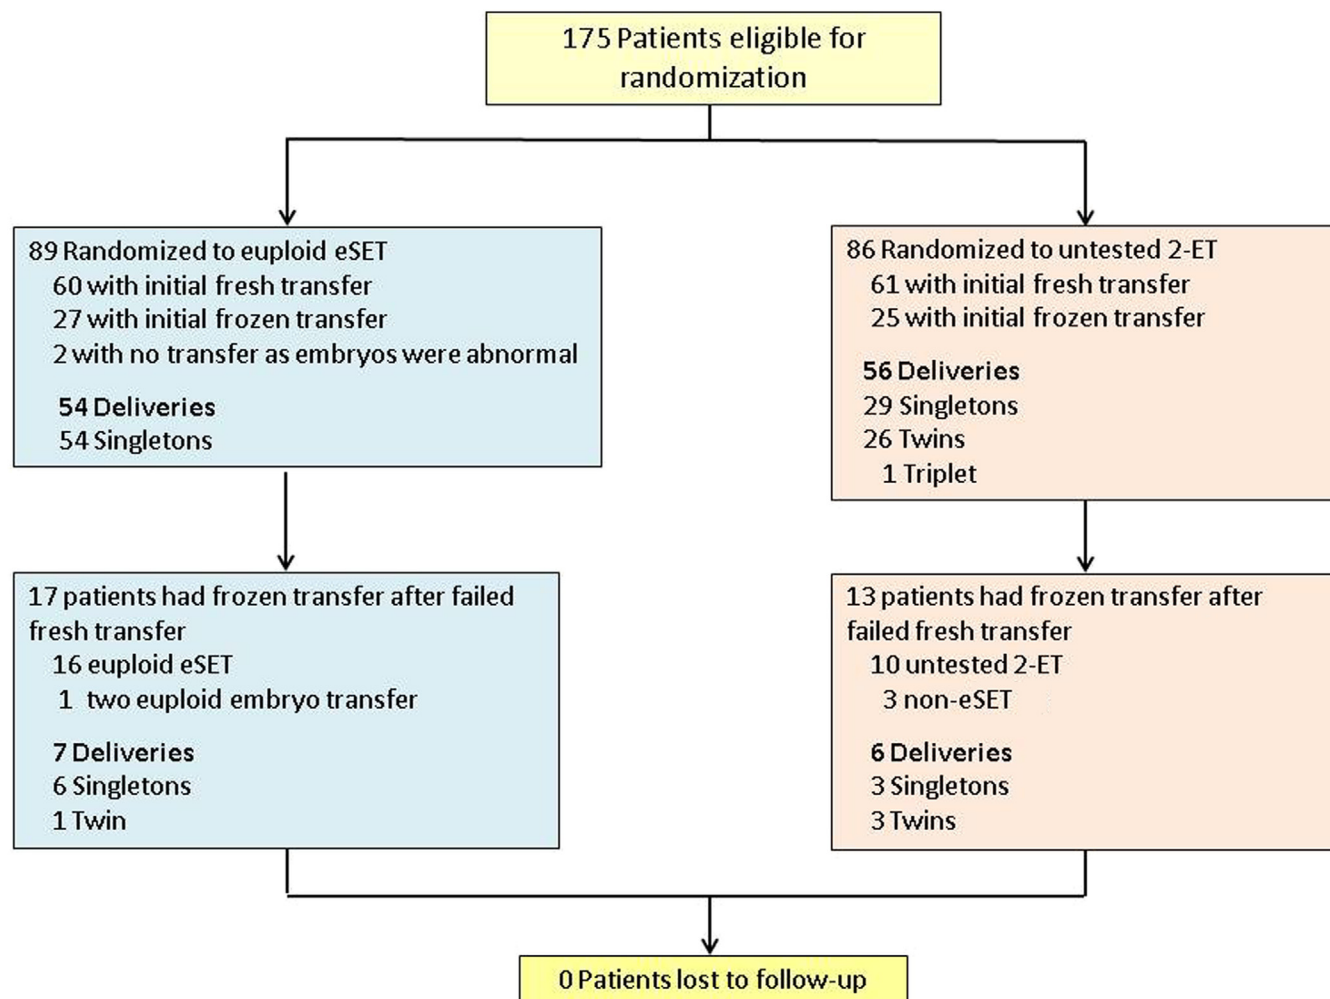 175 Patients eligible for
randomization
89 Randomized to euploid eSET
60 with initial fresh transfer
27 with initial frozen transfer
2 with no transfer as embryos were abnormal
54 Deliveries
54 Singletons
86 Randomized to untested 2-ET
61 with initial fresh transfer
25 with initial frozen transfer
56 Deliveries
29 Singletons
26 Twins
1 Triplet
17 patients had frozen transfer after failed
fresh transfer
16 euploid eSET
1 two euploid embryo transfer
7 Deliveries
6 Singletons
1 Twin
13 patients had frozen transfer after
failed fresh transfer
10 untested 2-ET
3 non-eSET
6 Deliveries
3 Singletons
3 Twins
0 Patients lost to follow-up